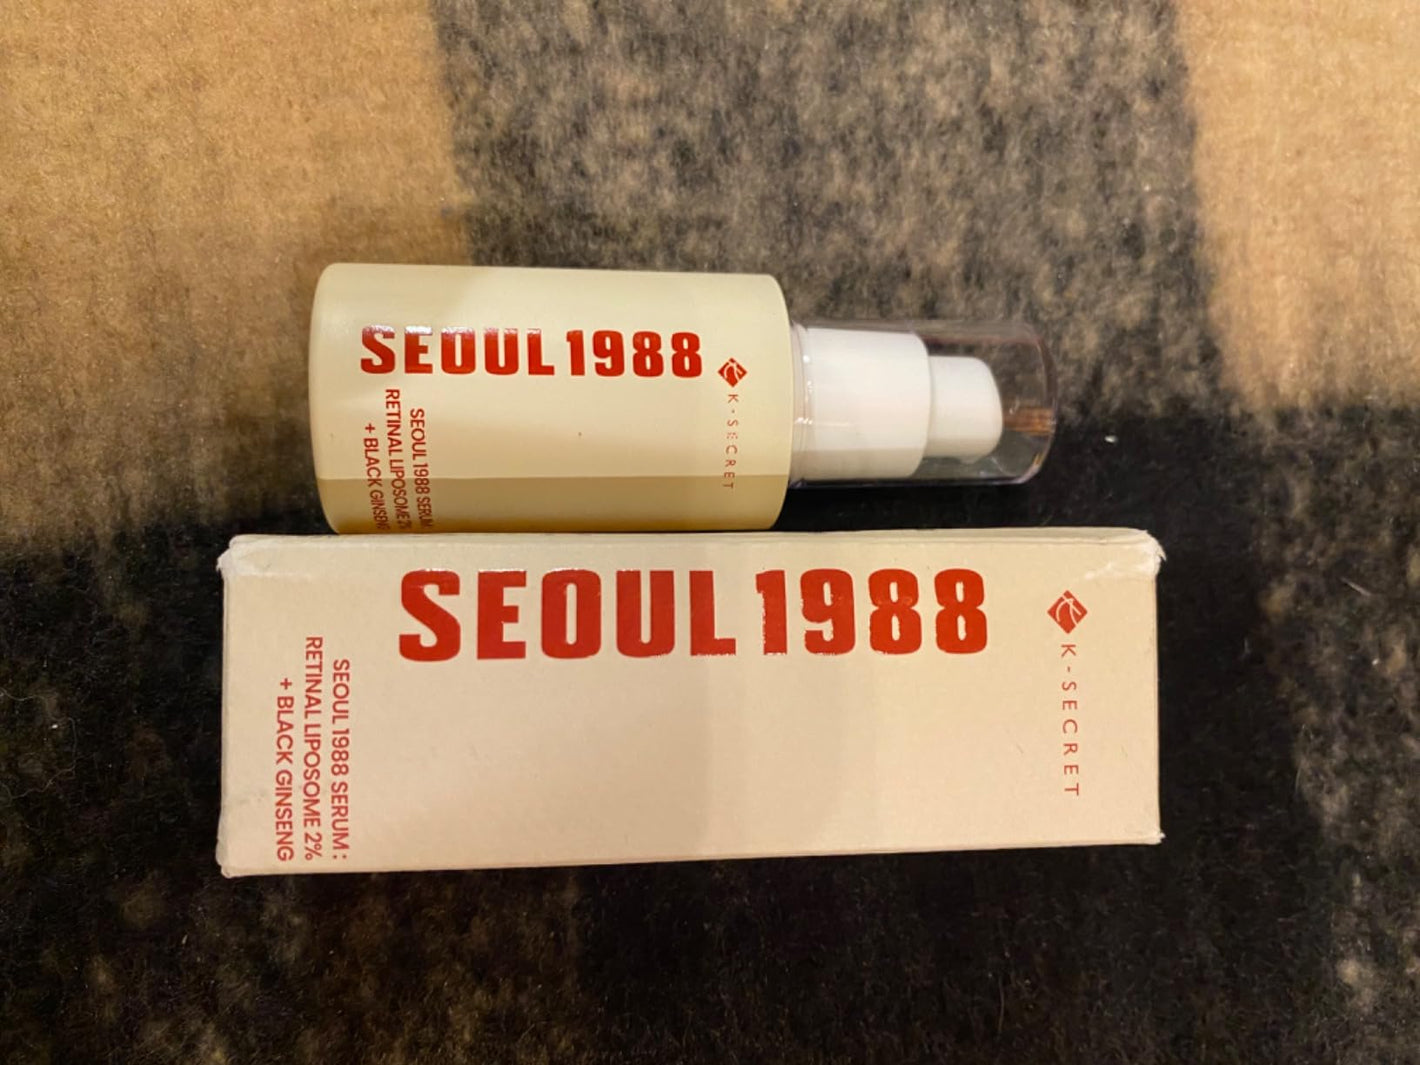 SEOUL 1988
K-SECRET
SEOUL 1988 SERUM
RETINAL LIPOSOME 2%
+ BLACK GINSENG
SEOUL 1988
K-SECRET
SEOUL 1988 SERUM :
RETINAL LIPOSOME 2%
+ BLACK GINSENG